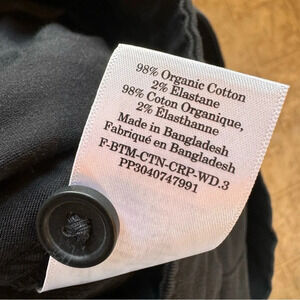 98% Organic Cotton
2% Elastane
98% Coton Organique,
2% Élasthanne
Made in Bangladesh
Fabriqué en Bangladesh
F-BTM-CTN-CRP-WD.3
PP3040747991